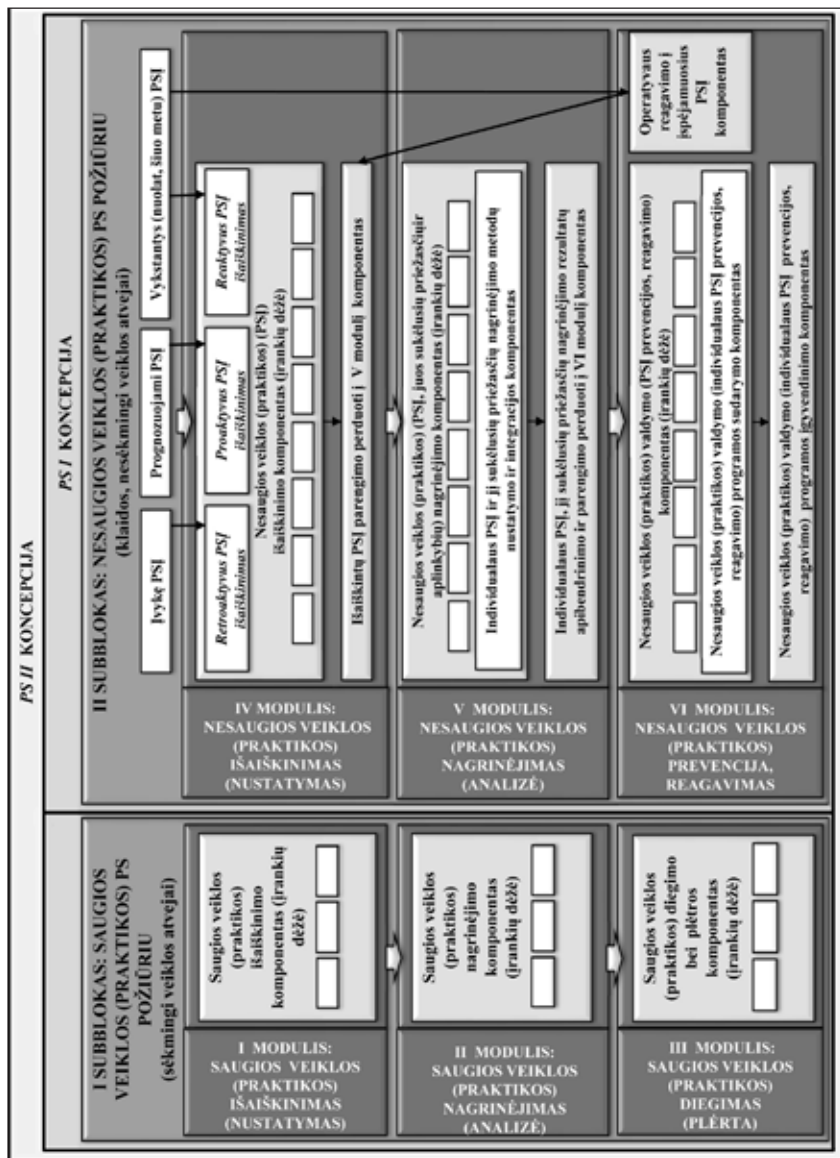 PS II KONCEPCIJA
PS I KONCEPCIJA
I SUBBLOKAS: SAUGIOS
VEIKLOS (PRAKTIKOS) PS
POŽIŪRIU
(sėkmingi veiklos atvejai)
I MODULIS:
SAUGIOS VEIKLOS
(PRAKTIKOS)
IŠAIŠKINIMAS
(NUSTATYMAS)
Saugios veiklos
(praktikos)
išaiškinimo
komponentas (įrankių
dėžė)
II MODULIS:
SAUGIOS VEIKLOS
(PRAKTIKOS)
NAGRINĖJIMAS
(ANALIZĖ)
Saugios veiklos
(praktikos)
nagrinėjimo
komponentas
(įrankių dėžė)
III MODULIS:
SAUGIOS VEIKLOS
(PRAKTIKOS)
DIEGIMAS
(PLĖRTA)
Saugios veiklos
(praktikos) diegimo
bei plėtros
komponentas
(įrankių dėžė)
II SUBBLOKAS: NESAUGIOS VEIKLOS (PRAKTIKOS) PS POŽIŪRIU
(klaidos, nesėkmingi veiklos atvejai)
Įvykę PSĮ
Prognozuojami PSĮ
Vykstantys (nuolat, šiuo metu) PSĮ
IV MODULIS:
NESAUGIOS VEIKLOS
(PRAKTIKOS)
IŠAIŠKINIMAS
(NUSTATYMAS)
Retroaktyvus PSĮ
išaiškinimas
Proaktyvus PSĮ
išaiškinimas
Reaktyvus PSĮ
išaiškinimas
Nesaugios veiklos (praktikos) (PSĮ)
išaiškinimo komponentas (įrankių dėžė)
Išaiškintų PSĮ parengimo perduoti į V modulį komponentas
V MODULIS:
NESAUGIOS VEIKLOS
(PRAKTIKOS)
NAGRINĖJIMAS
(ANALIZĖ)
Nesaugios veiklos (praktikos) (PSĮ, juos sukėlusių priežasčiųir
aplinkybių) nagrinėjimo komponentas (įrankių dėžė)
Individualaus PSĮ ir jį sukėlusių priežasčių nagrinėjimo metodų
nustatymo ir integracijos komponentas
Individualaus PSĮ, jį sukėlusių priežasčių nagrinėjimo rezultatų
apibendrinimo ir parengimo perduoti į VI modulį komponentas
VI MODULIS:
NESAUGIOS VEIKLOS
(PRAKTIKOS)
PREVENCIJA,
REAGAVIMAS
Nesaugios veiklos (praktikos) valdymo (PSĮ prevencijos, reagavimo)
komponentas (įrankių dėžė)
Nesaugios veiklos (praktikos) valdymo (individualaus PSĮ prevencijos,
reagavimo) programos sudarymo komponentas
Nesaugios veiklos (praktikos) valdymo (individualaus PSĮ prevencijos,
reagavimo) programos įgyvendinimo komponentas
Operatyvaus
reagavimo į
įspėjamuosius
PSĮ
komponentas